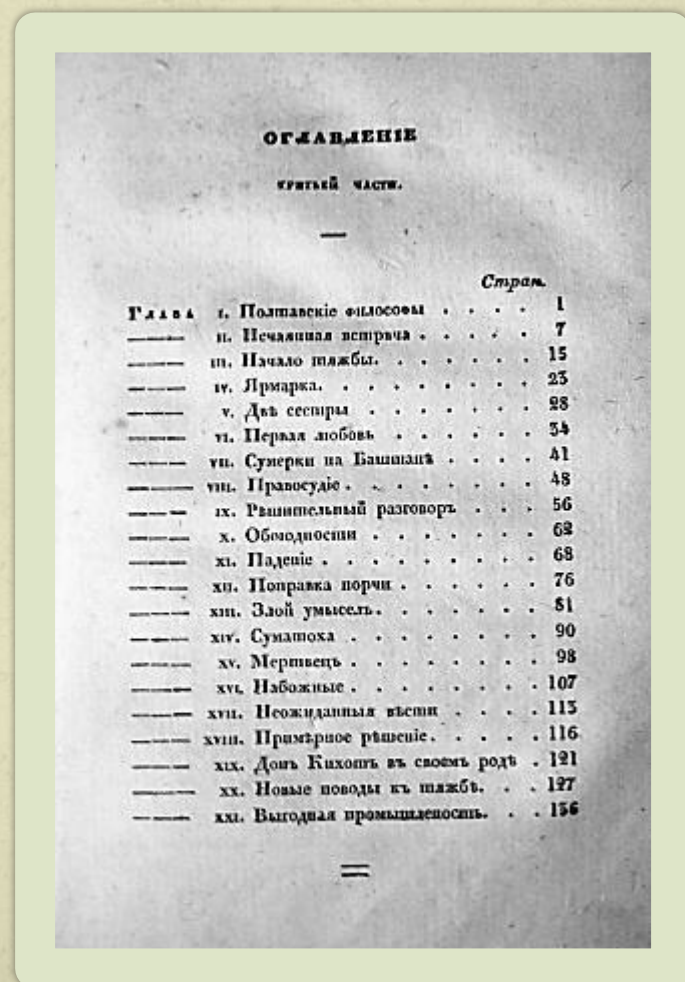 ОГЛАВЛЕНІЕ
ТРЕТЬЕЙ ЧАСТИ.
Стран.
ГЛАВА I. Полтавскіе философы . . . . 1
II. Нечаянная встрѣча . . . . . 7
III. Начало тяжбы. . . . . . . 15
IV. Ярмарка. . . . . . . . . 23
V. Двѣ сестры . . . . . . . 28
VI. Первая любовь . . . . . . 34
VII. Сумерки на Баштанѣ . . . . 41
VIII. Правосудіе . . . . . . . . 48
IX. Рѣшительный разговоръ . . . 56
X. . . . . . . . 62
XI. Паденіе . . . . . . . . . 68
XII. Поправка порчи . . . . . . 76
XIII. Злой умыселъ. . . . . . . 81
XIV. Суматоха . . . . . . . . 90
XV. Мертвецъ . . . . . . . . 98
XVI. Набожные . . . . . . . . 107
XVII. Неожиданныя вѣсти . . . . 113
XVIII. Примѣрное рѣшеніе. . . . . 116
XIX. Донъ Кихотъ въ своемъ родѣ . 121
XX. Новые поводы къ тяжбѣ. . . 127
XXI. Выгодная промышленость. . . 136